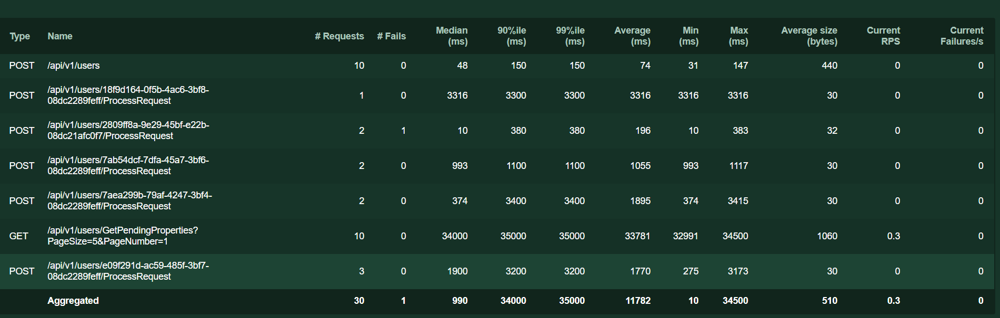 Type Name # Requests # Fails Median (ms) 90%ile (ms) 99%ile (ms) Average (ms) Min (ms) Max (ms) Average size (bytes) Current RPS Current Failures/s
POST /api/v1/users 10 0 48 150 150 74 31 147 440 0 0
POST /api/v1/users/18f9d164-0f5b-4ac6-3bf8-
08dc2289feff/ProcessRequest 1 0 3316 3300 3300 3316 3316 3316 30 0 0
POST /api/v1/users/2809ff8a-9e29-45bf-e22b-
08dc21afc0f7/ProcessRequest 2 1 10 380 380 196 10 383 32 0 0
POST /api/v1/users/7ab54dcf-7dfa-45a7-3bf6-
08dc2289feff/ProcessRequest 2 0 993 1100 1100 1055 993 1117 30 0 0
POST /api/v1/users/7aea299b-79af-4247-3bf4-
08dc2289feff/ProcessRequest 2 0 374 3400 3400 1895 374 3415 30 0 0
GET /api/v1/users/GetPendingProperties?
PageSize=5&PageNumber=1 10 0 34000 35000 35000 33781 32991 34500 1060 0.3 0
POST /api/v1/users/e09f291d-ac59-485f-3bf7-
08dc2289feff/ProcessRequest 3 0 1900 3200 3200 1770 275 3173 30 0 0
Aggregated 30 1 990 34000 35000 11782 10 34500 510 0.3 0